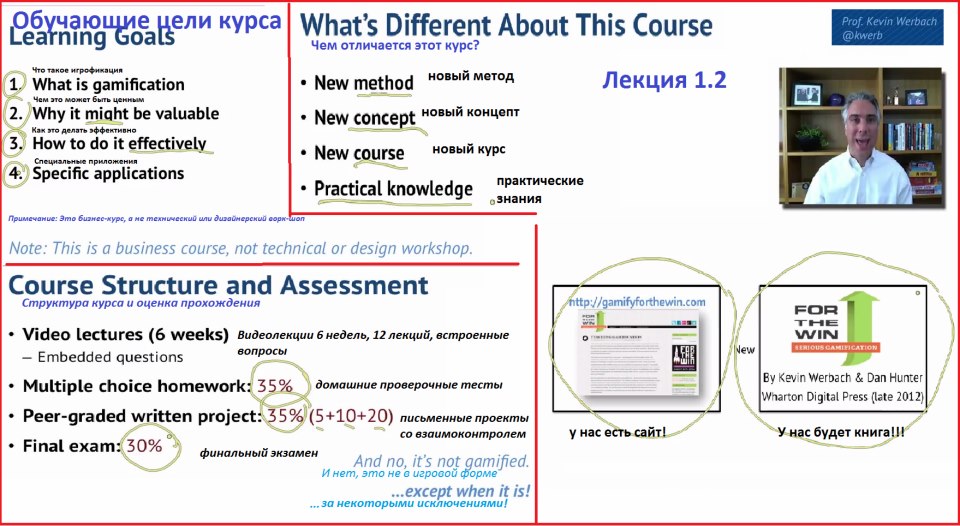 Обучающие цели курса
Learning Goals
Что такое игрофикация
1. What is gamification
Чем это может быть ценным
2. Why it might be valuable
Как это делать эффективно
3. How to do it effectively
Специальные приложения
4. Specific applications
Примечание: Это бизнес-курс, а не технический или дизайнерский ворк-шоп
Note: This is a business course, not technical or design workshop.
What's Different About This Course
Чем отличается этот курс?
Prof. Kevin Werbach
@kwerb
Лекция 1.2
• New method новый метод
• New concept новый концепт
• New course новый курс
• Practical knowledge практические
знания
Course Structure and Assessment
Структура курса и оценка прохождения
• Video lectures (6 weeks) Видеолекции 6 недель, 12 лекций, встроенные
вопросы
– Embedded questions
• Multiple choice homework: 35% домашние проверочные тесты
• Peer-graded written project: 35% (5+10+20) письменные проекты
со взаимоконтролем
• Final exam: 30% финальный экзамен
And no, it's not gamified.
И нет, это не в игровой форме
...except when it is!
...за некоторыми исключениями!
http://gamifyforthewin.com
FOR
THE
WIN
у нас есть сайт!
New
FOR
THE
WIN
SERIOUS GAMIFICATION
By Kevin Werbach & Dan Hunter
Wharton Digital Press (late 2012)
У нас будет книга!!!